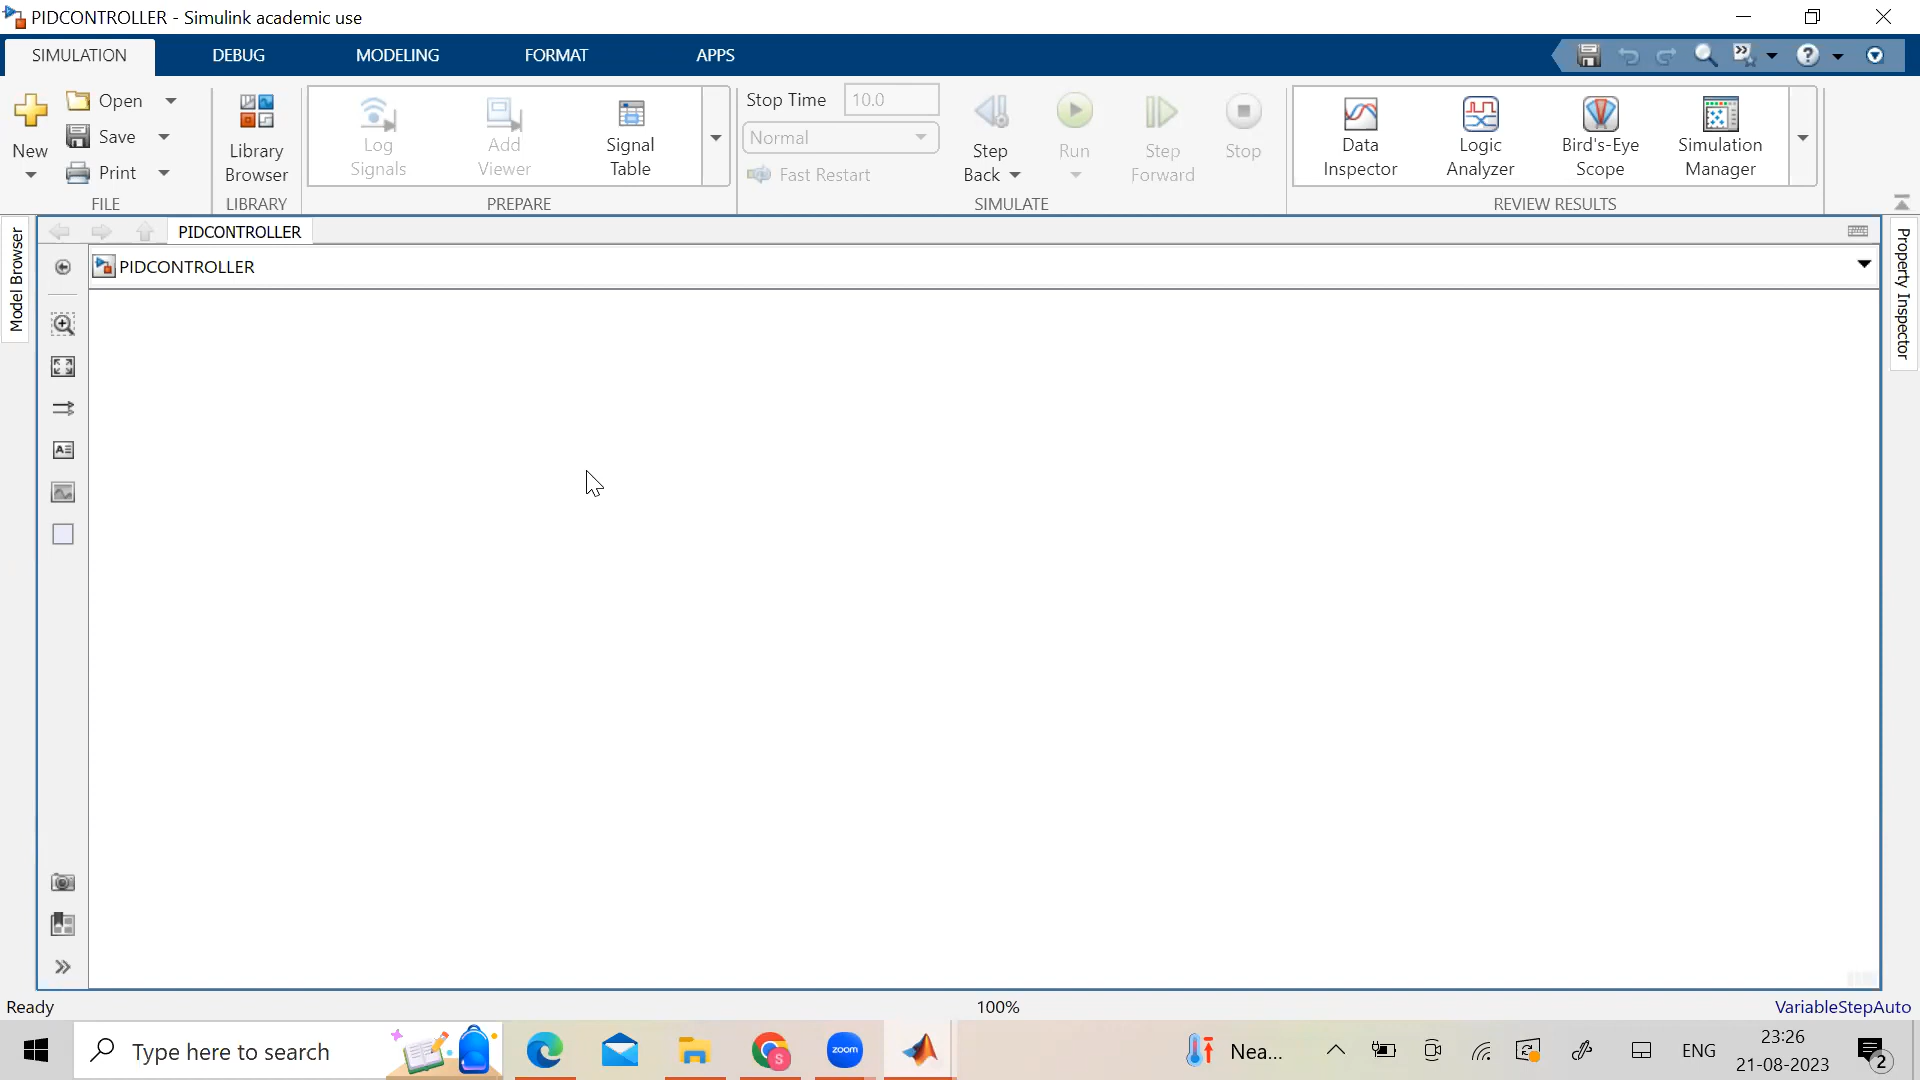 PIDCONTROLLER - Simulink academic use
SIMULATION
DEBUG
MODELING
FORMAT
APPS
New
Open
Save
Print
FILE
Library
Browser
LIBRARY
Log
Signals
Add
Viewer
Signal
Table
PREPARE
Stop Time
10.0
Normal
Fast Restart
Step
Back
Run
Step
Forward
Stop
SIMULATE
Data
Inspector
Logic
Analyzer
Bird's-Eye
Scope
Simulation
Manager
REVIEW RESULTS
Model Browser
PIDCONTROLLER
PIDCONTROLLER
Property Inspector
Ready
100%
VariableStepAuto
Type here to search
zoom
S
Nea...
ENG
23:26
21-08-2023
2